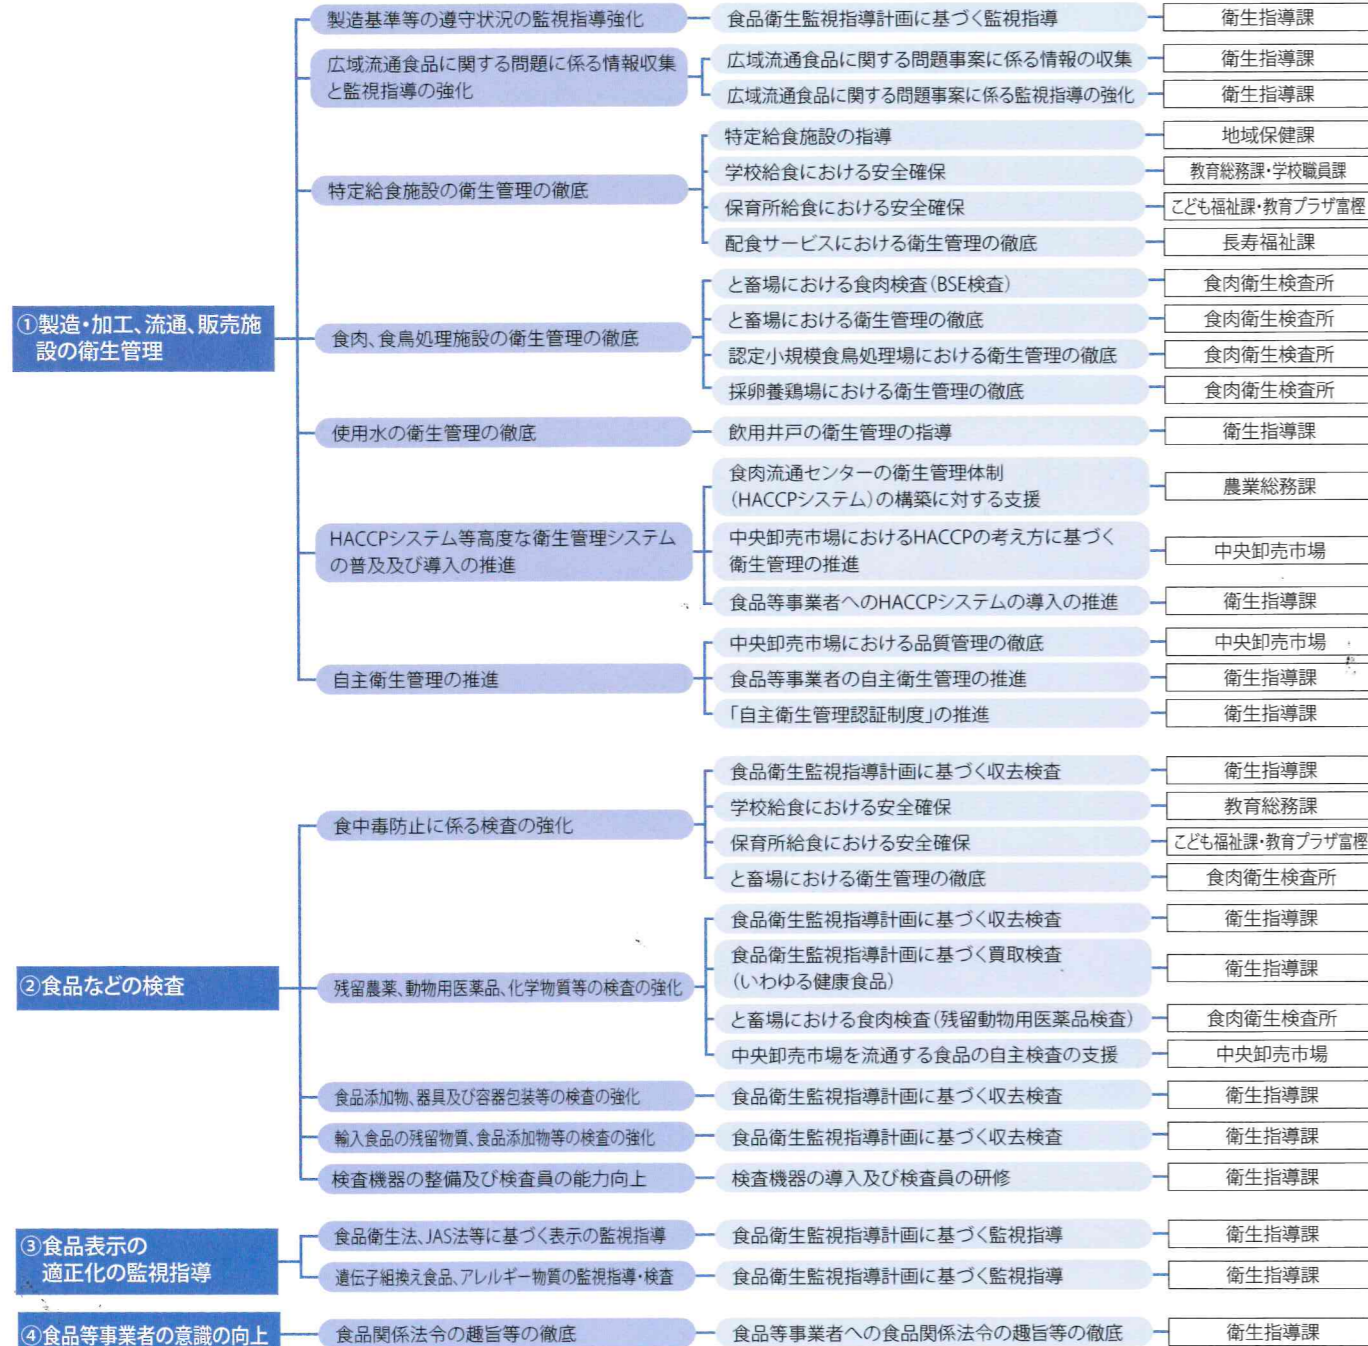 ①製造・加工、流通、販売施
設の衛生管理
製造基準等の遵守状況の監視指導強化
食品衛生監視指導計画に基づく監視指導
衛生指導課
広域流通食品に関する問題に係る情報収集
と監視指導の強化
広域流通食品に関する問題事案に係る情報の収集
衛生指導課
広域流通食品に関する問題事案に係る監視指導の強化
衛生指導課
特定給食施設の衛生管理の徹底
特定給食施設の指導
地域保健課
学校給食における安全確保
教育総務課・学校職員課
保育所給食における安全確保
こども福祉課・教育プラザ富樫
配食サービスにおける衛生管理の徹底
長寿福祉課
食肉、食鳥処理施設の衛生管理の徹底
と畜場における食肉検査(BSE検査)
食肉衛生検査所
と畜場における衛生管理の徹底
食肉衛生検査所
認定小規模食鳥処理場における衛生管理の徹底
食肉衛生検査所
採卵養鶏場における衛生管理の徹底
食肉衛生検査所
使用水の衛生管理の徹底
飲用井戸の衛生管理の指導
衛生指導課
HACCPシステム等高度な衛生管理システム
の普及及び導入の推進
食肉流通センターの衛生管理体制
(HACCPシステム)の構築に対する支援
農業総務課
中央卸売市場におけるHACCPの考え方に基づく
衛生管理の推進
中央卸売市場
食品等事業者へのHACCPシステムの導入の推進
衛生指導課
自主衛生管理の推進
中央卸売市場における品質管理の徹底
中央卸売市場
食品等事業者の自主衛生管理の推進
衛生指導課
「自主衛生管理認証制度」の推進
衛生指導課
②食品などの検査
食中毒防止に係る検査の強化
食品衛生監視指導計画に基づく収去検査
衛生指導課
学校給食における安全確保
教育総務課
保育所給食における安全確保
こども福祉課・教育プラザ富樫
と畜場における衛生管理の徹底
食肉衛生検査所
残留農薬、動物用医薬品、化学物質等の検査の強化
食品衛生監視指導計画に基づく収去検査
衛生指導課
食品衛生監視指導計画に基づく買取検査
(いわゆる健康食品)
衛生指導課
と畜場における食肉検査(残留動物用医薬品検査)
食肉衛生検査所
中央卸売市場を流通する食品の自主検査の支援
中央卸売市場
食品添加物、器具及び容器包装等の検査の強化
食品衛生監視指導計画に基づく収去検査
衛生指導課
輸入食品の残留物質、食品添加物等の検査の強化
食品衛生監視指導計画に基づく収去検査
衛生指導課
検査機器の整備及び検査員の能力向上
検査機器の導入及び検査員の研修
衛生指導課
③食品表示の
適正化の監視指導
食品衛生法、JAS法等に基づく表示の監視指導
食品衛生監視指導計画に基づく監視指導
衛生指導課
遺伝子組換え食品、アレルギー物質の監視指導・検査
食品衛生監視指導計画に基づく監視指導
衛生指導課
④食品等事業者の意識の向上
食品関係法令の趣旨等の徹底
食品等事業者への食品関係法令の趣旨等の徹底
衛生指導課